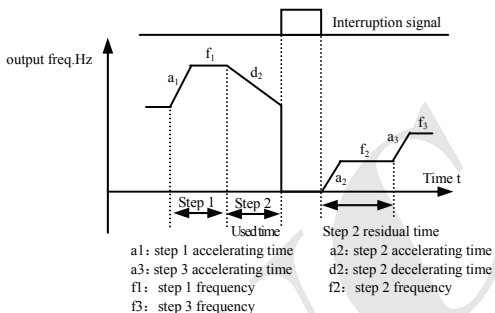 Interruption signal
output freq.Hz
a1 f1 d2 a3 f3
f2
a2 Time t
Step 1 Step 2
Used time Step 2 residual time
a1: step 1 accelerating time a2: step 2 accelerating time
a3: step 3 accelerating time d2: step 2 decelerating time
f1: step 1 frequency f2: step 2 frequency
f3: step 3 frequency